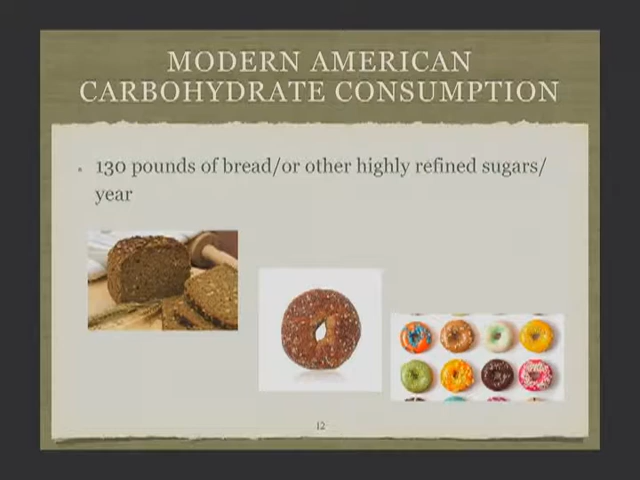 MODERN AMERICAN
CARBOHYDRATE CONSUMPTION
130 pounds of bread/or other highly refined sugars/
year
12